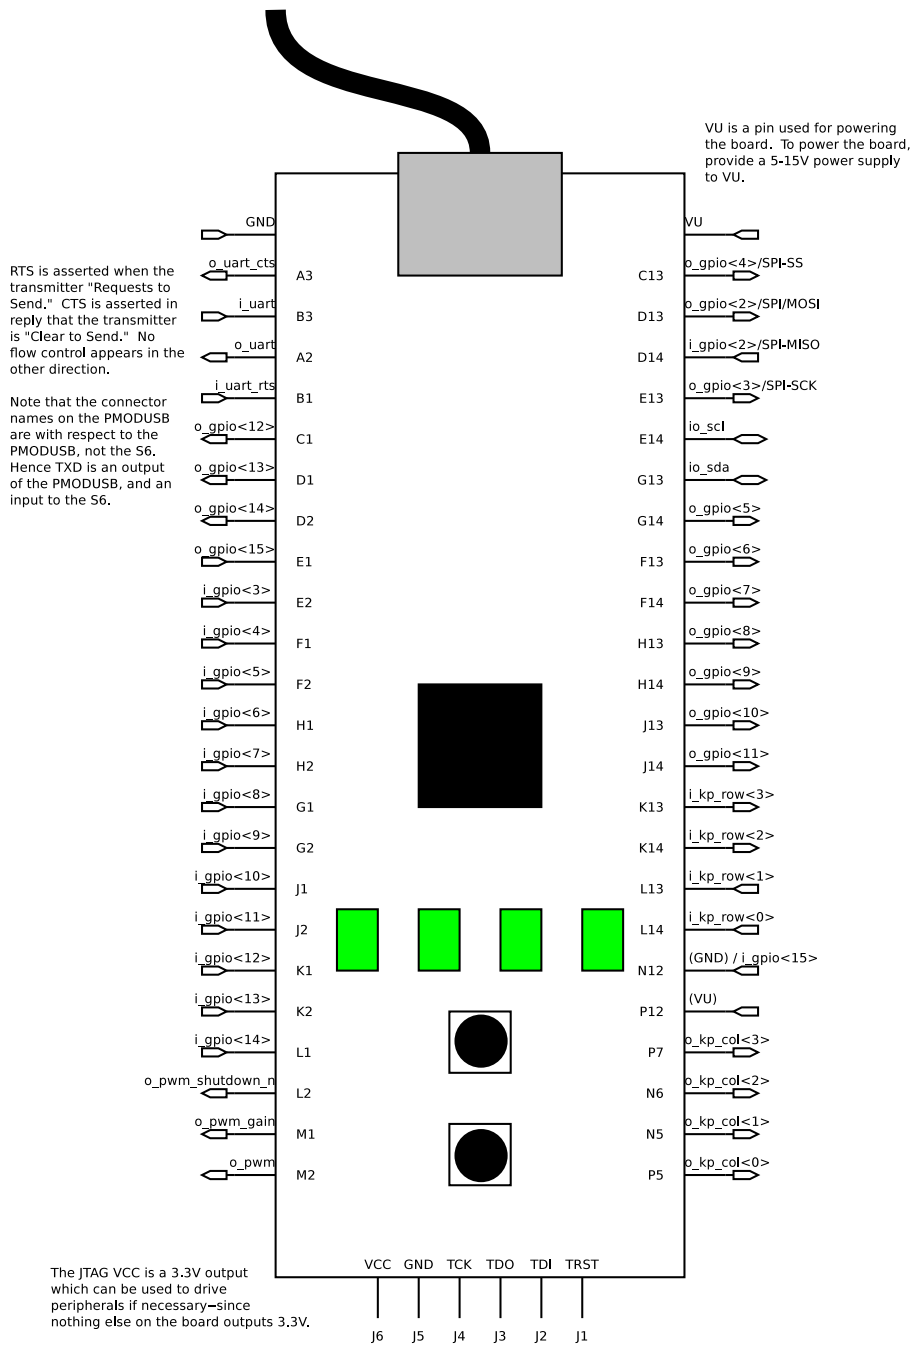 VU is a pin used for powering
the board.  To power the board,
provide a 5-15V power supply
to VU.
RTS is asserted when the
transmitter "Requests to
Send."  CTS is asserted in
reply that the transmitter
is "Clear to Send."  No
flow control appears in the
other direction.
Note that the connector
names on the PMODUSB
are with respect to the
PMODUSB, not the S6.
Hence TXD is an output
of the PMODUSB, and an
input to the S6.
GND
o_uart_cts
A3
i_uart
B3
o_uart
A2
i_uart_rts
B1
o_gpio<12>
C1
o_gpio<13>
D1
o_gpio<14>
D2
o_gpio<15>
E1
i_gpio<3>
E2
i_gpio<4>
F1
i_gpio<5>
F2
i_gpio<6>
H1
i_gpio<7>
H2
i_gpio<8>
G1
i_gpio<9>
G2
i_gpio<10>
J1
i_gpio<11>
J2
i_gpio<12>
K1
i_gpio<13>
K2
i_gpio<14>
L1
o_pwm_shutdown_n
L2
o_pwm_gain
M1
o_pwm
M2
VU
o_gpio<4>/SPI-SS
C13
o_gpio<2>/SPI/MOSI
D13
i_gpio<2>/SPI-MISO
D14
o_gpio<3>/SPI-SCK
E13
io_scl
E14
io_sda
G13
o_gpio<5>
G14
o_gpio<6>
F13
o_gpio<7>
F14
o_gpio<8>
H13
o_gpio<9>
H14
o_gpio<10>
J13
o_gpio<11>
J14
i_kp_row<3>
K13
i_kp_row<2>
K14
i_kp_row<1>
L13
i_kp_row<0>
L14
(GND) / i_gpio<15>
N12
(VU)
P12
o_kp_col<3>
P7
o_kp_col<2>
N6
o_kp_col<1>
N5
o_kp_col<0>
P5
The JTAG VCC is a 3.3V output
which can be used to drive
peripherals if necessary—since
nothing else on the board outputs 3.3V.
VCC GND TCK TDO TDI TRST
J6 J5 J4 J3 J2 J1